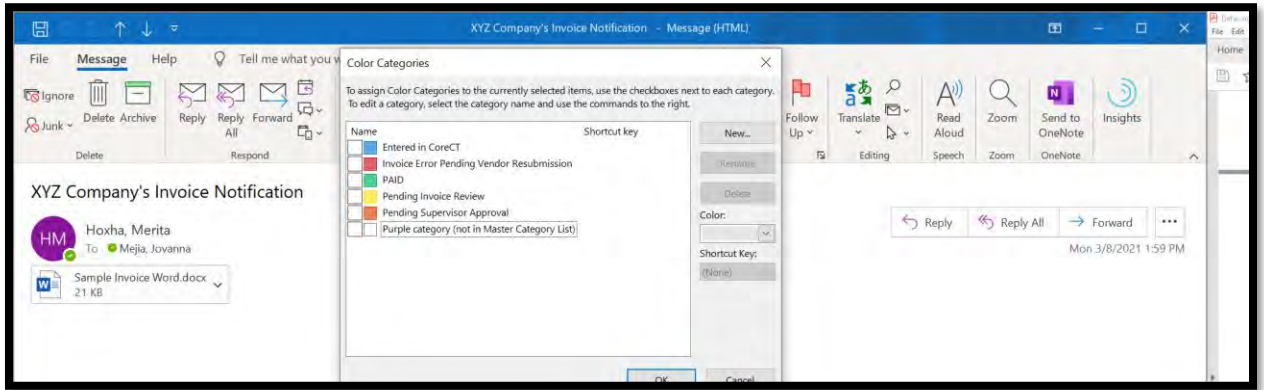 XYZ Company's Invoice Notification - Message (HTML)
File Message Help Tell me what you w
Ignore
Junk
Delete Archive
Reply Reply All Forward
Delete
Respond
Color Categories
To assign Color Categories to the currently selected items, use the checkboxes next to each category.
To edit a category, select the category name and use the commands to the right.
Name Shortcut key
Entered in CoreCT
Invoice Error Pending Vendor Resubmission
PAID
Pending Invoice Review
Pending Supervisor Approval
Purple category (not in Master Category List)
New...
Rename
Delete
Color:
Shortcut Key:
(None)
OK Cancel
Follow Up
Translate
Read Aloud
Zoom
Send to OneNote
Insights
Editing Speech Zoom OneNote
XYZ Company's Invoice Notification
HM
Hoxha, Merita
To Mejia, Jovanna
Sample Invoice Word.docx
21 KB
Reply Reply All Forward
Mon 3/8/2021 1:59 PM
File Edit
Home